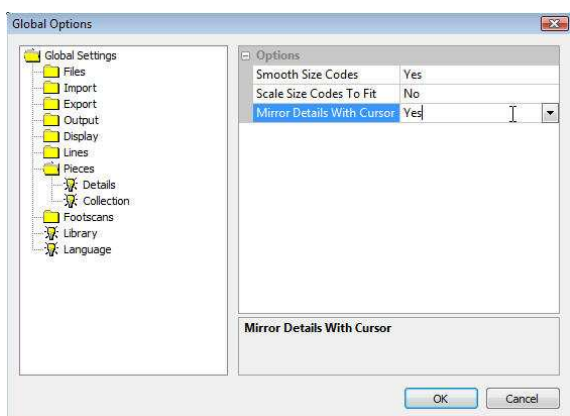 Global Options
Global Settings
Files
Import
Export
Output
Display
Lines
Pieces
Details
Collection
Footscans
Library
Language
Options
Smooth Size Codes Yes
Scale Size Codes To Fit No
Mirror Details With Cursor Yes
Mirror Details With Cursor
OK Cancel